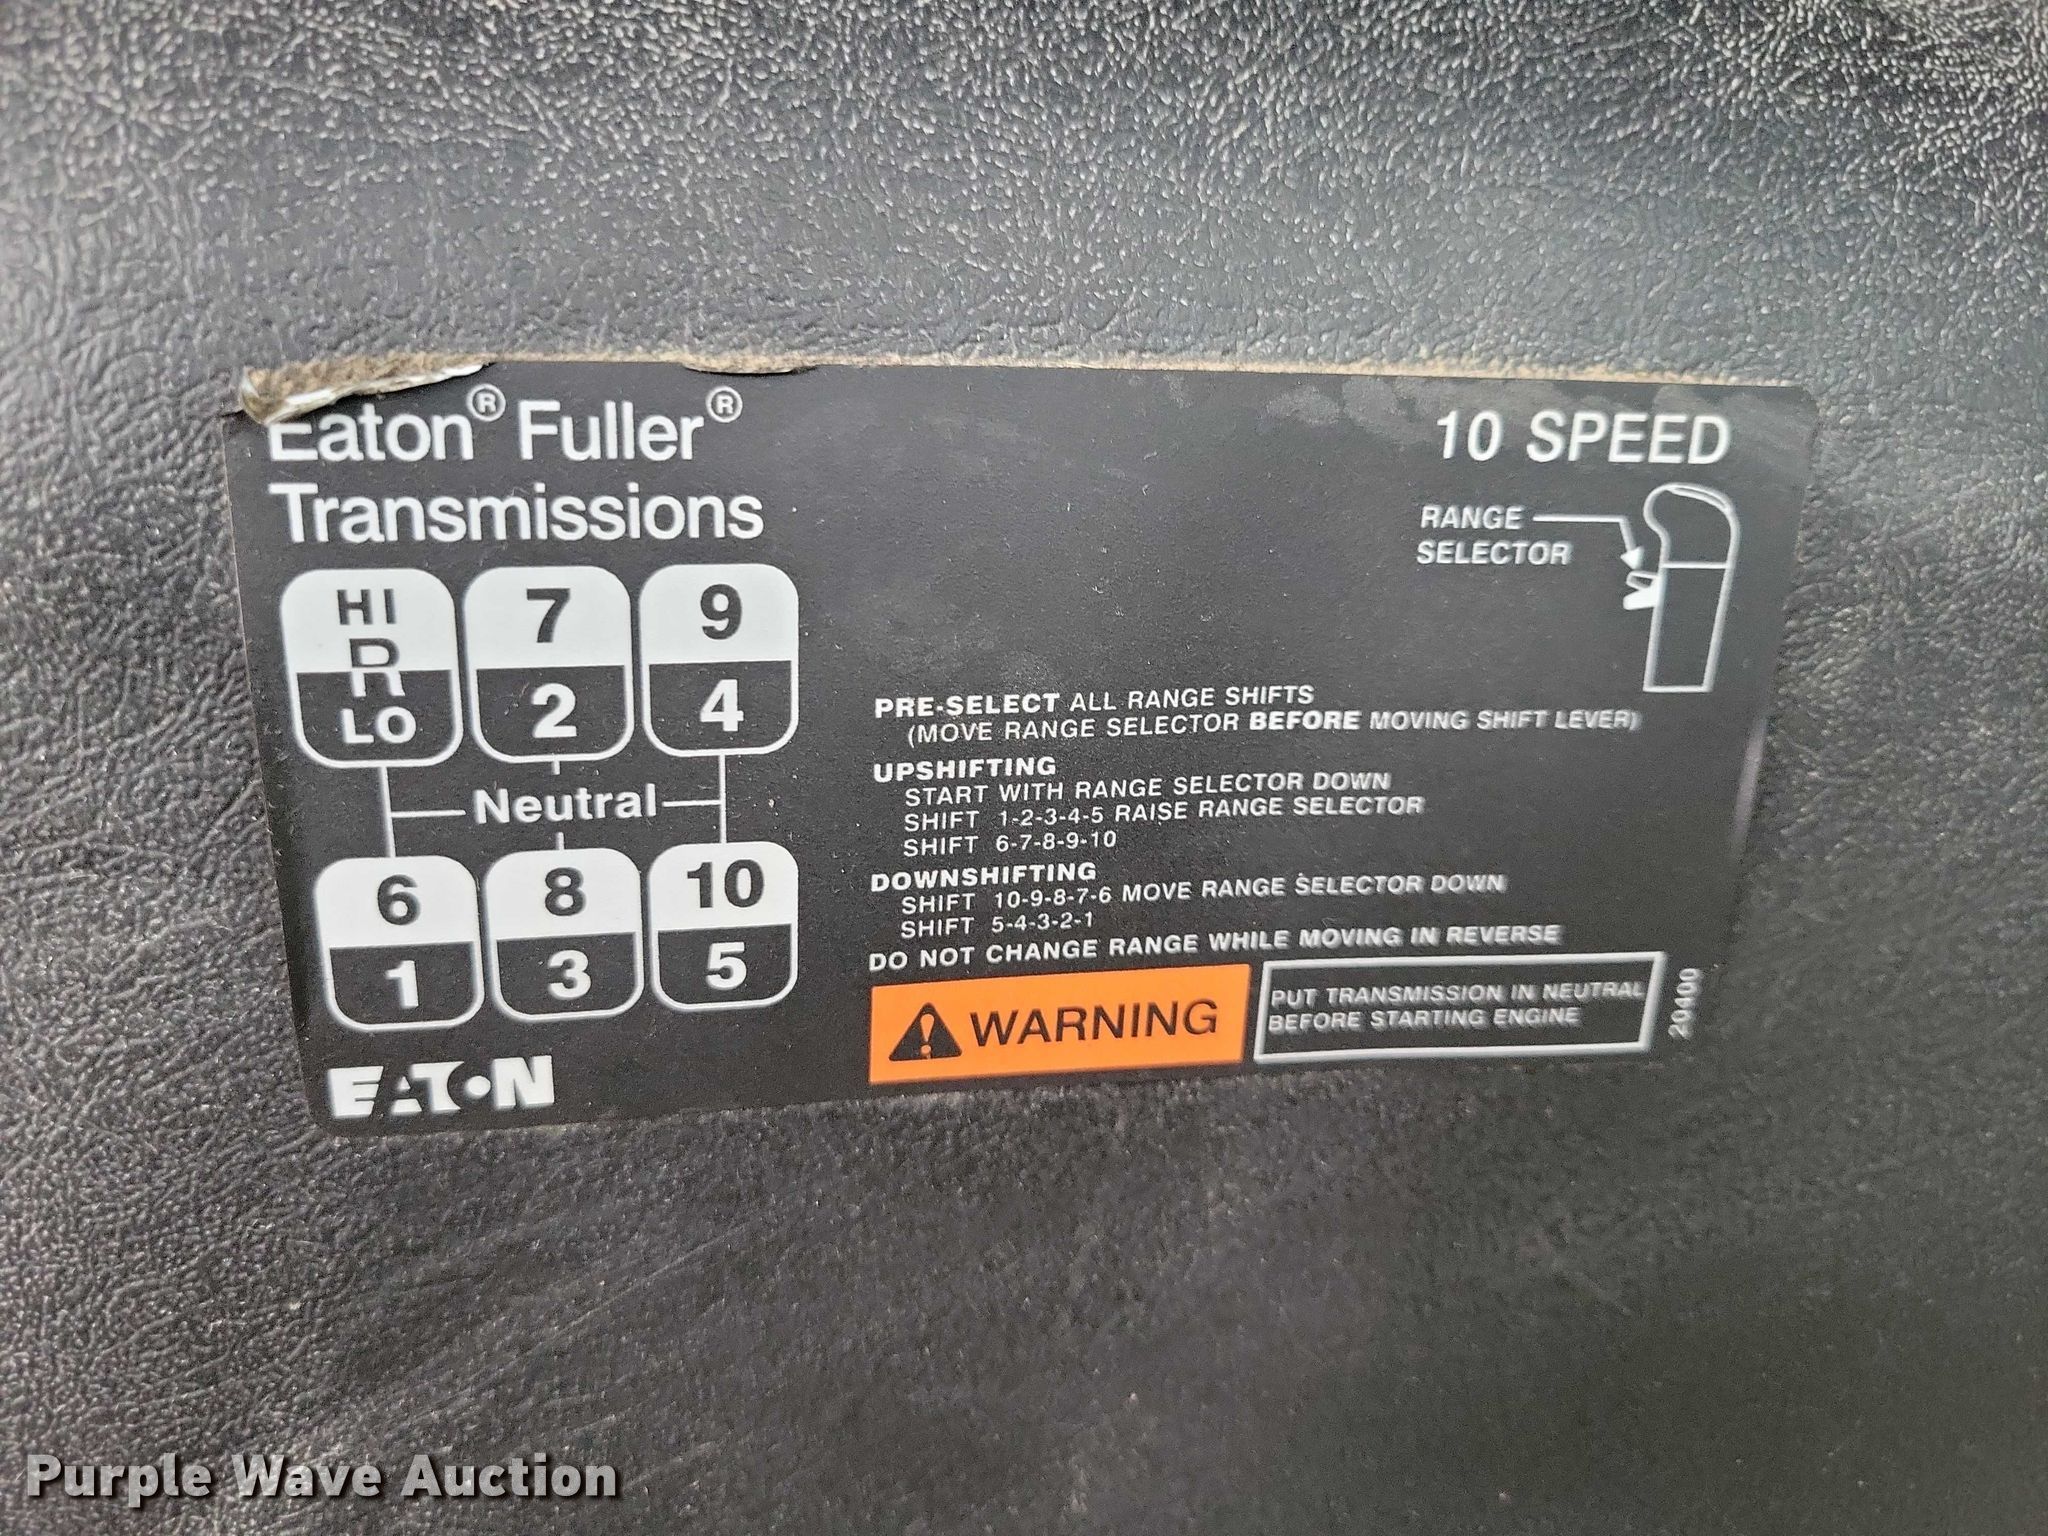 Eaton® Fuller®
Transmissions
10 SPEED
RANGE
SELECTOR
HI
R
LO
7
2
9
4
Neutral
6
1
8
3
10
5
EATON
PRE-SELECT ALL RANGE SHIFTS
(MOVE RANGE SELECTOR BEFORE MOVING SHIFT LEVER)
UPSHIFTING
START WITH RANGE SELECTOR DOWN
SHIFT 1-2-3-4-5 RAISE RANGE SELECTOR
SHIFT 6-7-8-9-10
DOWNSHIFTING
SHIFT 10-9-8-7-6 MOVE RANGE SELECTOR DOWN
SHIFT 5-4-3-2-1
DO NOT CHANGE RANGE WHILE MOVING IN REVERSE
WARNING
PUT TRANSMISSION IN NEUTRAL
BEFORE STARTING ENGINE
20400
Purple Wave Auction